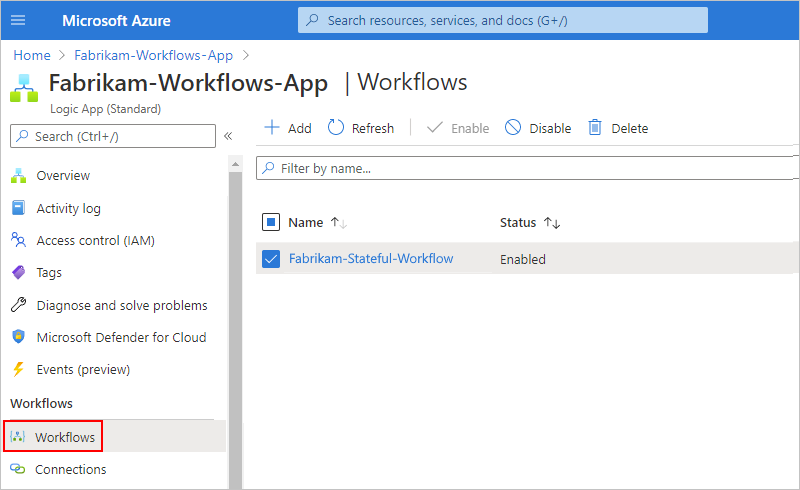 Microsoft Azure
Search resources, services, and docs (G+/)
Home > Fabrikam-Workflows-App >
Fabrikam-Workflows-App | Workflows
Logic App (Standard)
Search (Ctrl+/)
«
Add Refresh Enable Disable Delete
Filter by name...
Name ↑↓ Status ↑↓
Fabrikam-Stateful-Workflow Enabled
Overview
Activity log
Access control (IAM)
Tags
Diagnose and solve problems
Microsoft Defender for Cloud
Events (preview)
Workflows
Workflows
Connections